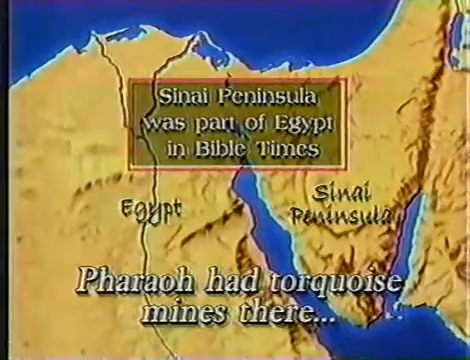 Sinai Peninsula
was part of Egypt
in Bible Times
Egypt
Sinai
Peninsula
Pharaoh had torquoise
mines there...